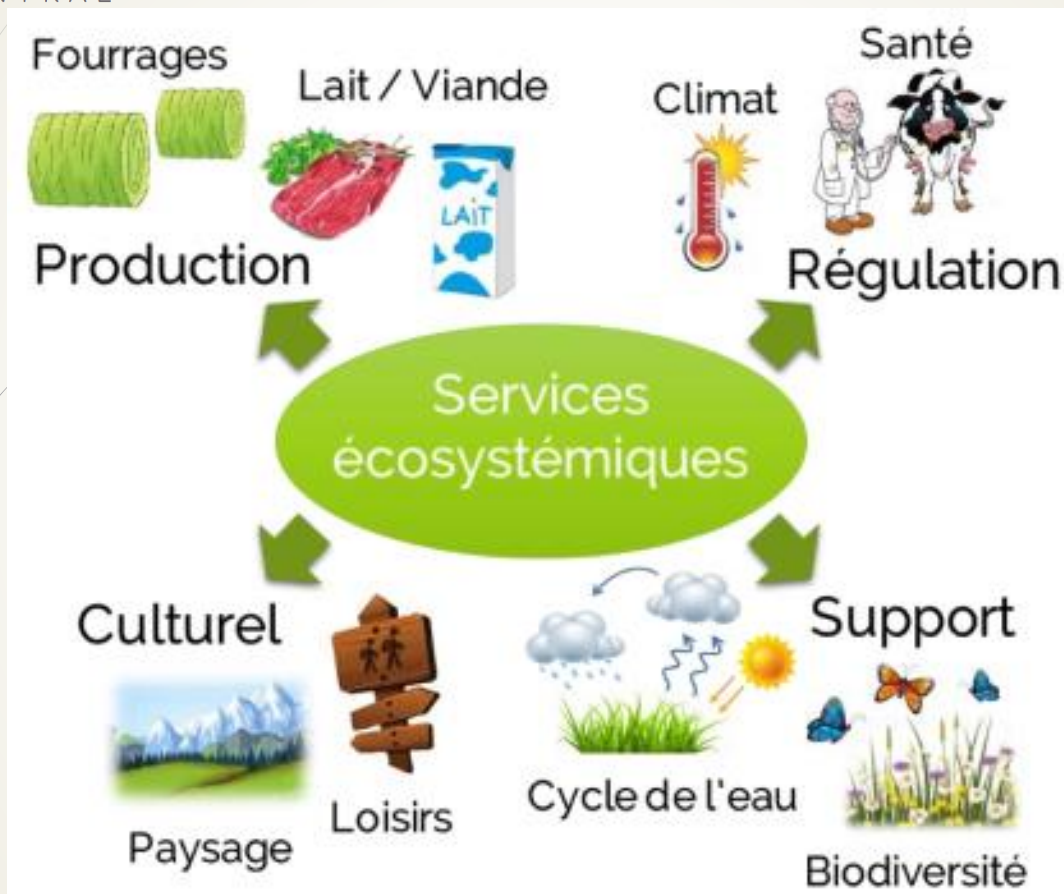 Fourrages
Lait / Viande
LAIT
Production
Climat
Santé
Régulation
Services
écosystémiques
Culturel
Paysage
Loisirs
Support
Cycle de l'eau
Biodiversité